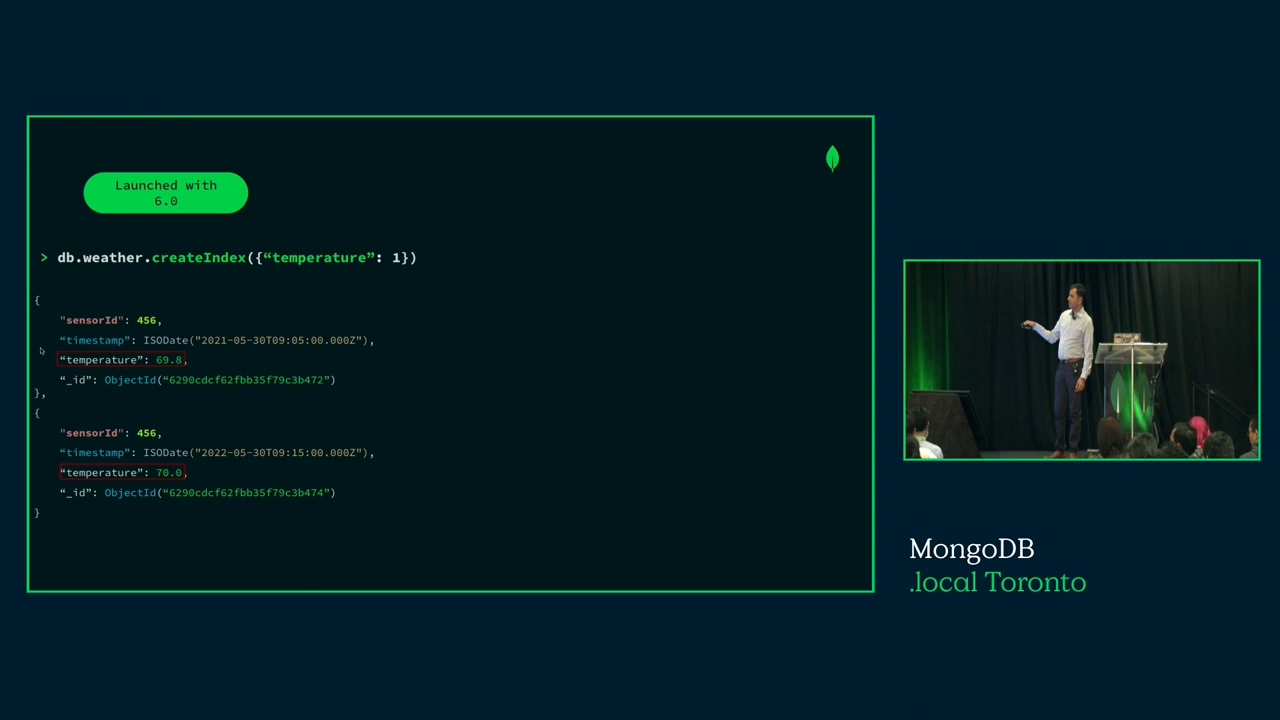 Launched with
6.0
> db.weather.createIndex({“temperature”: 1})
{
"sensorId": 456,
“timestamp”: ISODate("2021-05-30T09:05:00.000Z"),
“temperature”: 69.8,
“_id”: ObjectId(“6290cdcf62fbb35f79c3b472”)
},
{
"sensorId": 456,
“timestamp”: ISODate("2022-05-30T09:15:00.000Z"),
“temperature”: 70.0,
“_id”: ObjectId(“6290cdcf62fbb35f79c3b474”)
}
MongoDB
.local Toronto